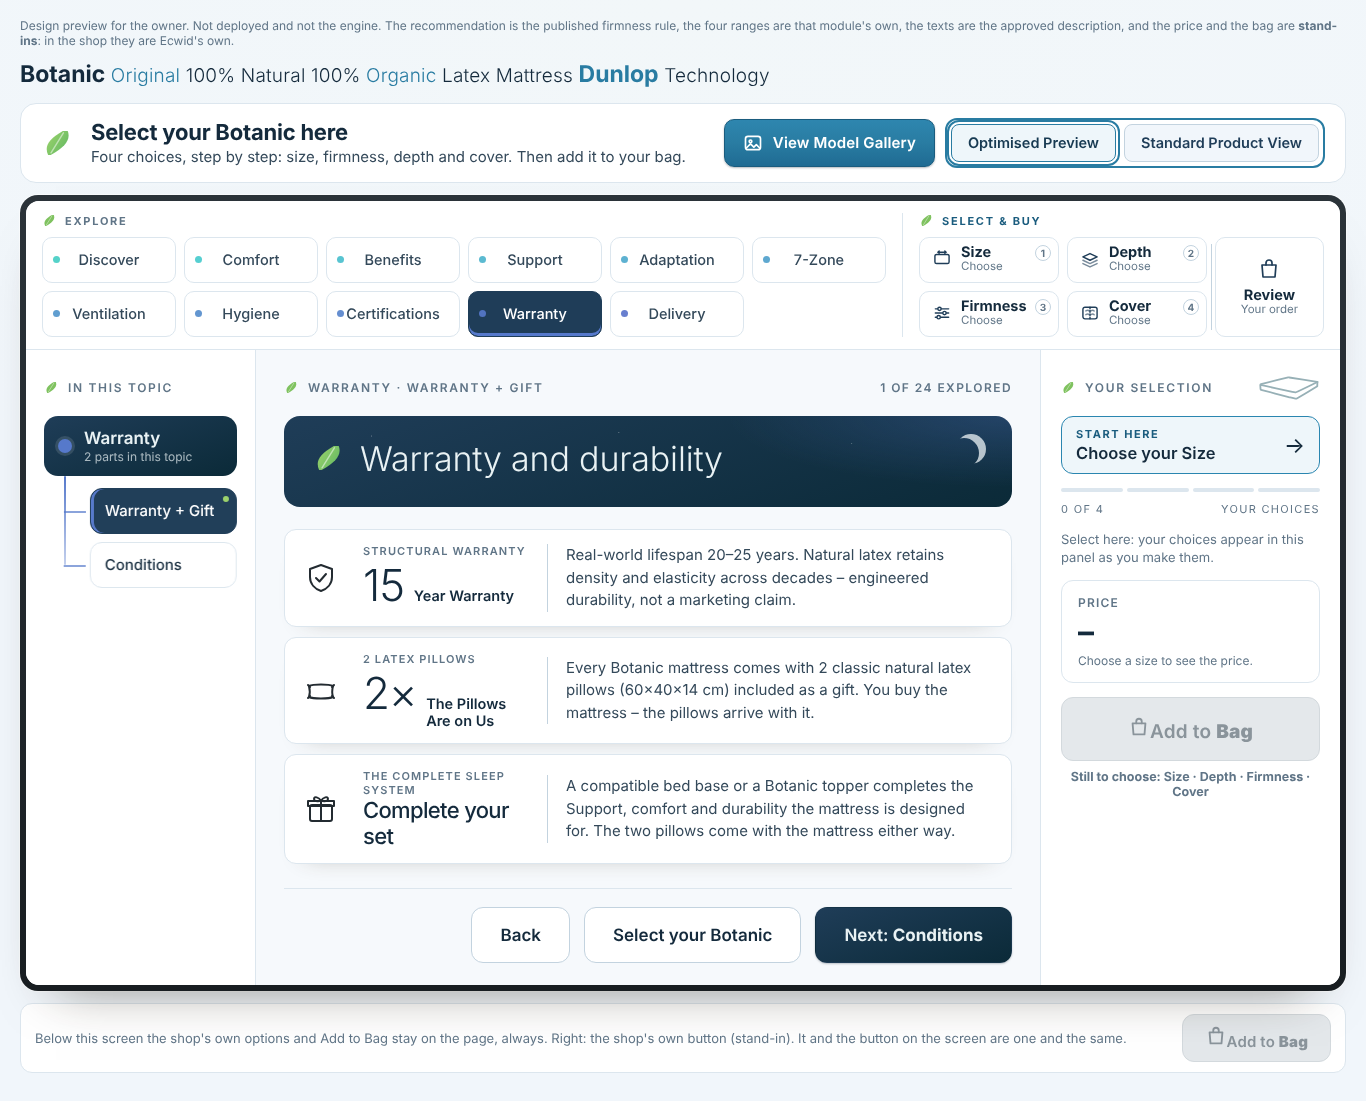 Design preview for the owner. Not deployed and not the engine. The recommendation is the published firmness rule, the four ranges are that module's own, the texts are the approved description, and the price and the bag are stand-
ins: in the shop they are Ecwid's own.
Botanic Original 100% Natural 100% Organic Latex Mattress Dunlop Technology
Select your Botanic here
Four choices, step by step: size, firmness, depth and cover. Then add it to your bag.
View Model Gallery
Optimised Preview
Standard Product View
EXPLORE
Discover
Comfort
Benefits
Support
Adaptation
7-Zone
Ventilation
Hygiene
Certifications
Warranty
Delivery
SELECT & BUY
Size
Choose
1
Depth
Choose
2
Firmness
Choose
3
Cover
Choose
4
Review
Your order
IN THIS TOPIC
Warranty
2 parts in this topic
Warranty + Gift
Conditions
WARRANTY · WARRANTY + GIFT
1 OF 24 EXPLORED
Warranty and durability
STRUCTURAL WARRANTY
15 Year Warranty
Real-world lifespan 20–25 years. Natural latex retains
density and elasticity across decades – engineered
durability, not a marketing claim.
2 LATEX PILLOWS
2× The Pillows
Are on Us
Every Botanic mattress comes with 2 classic natural latex
pillows (60×40×14 cm) included as a gift. You buy the
mattress – the pillows arrive with it.
THE COMPLETE SLEEP
SYSTEM
Complete your
set
A compatible bed base or a Botanic topper completes the
Support, comfort and durability the mattress is designed
for. The two pillows come with the mattress either way.
Back
Select your Botanic
Next: Conditions
YOUR SELECTION
START HERE
Choose your Size
0 OF 4
YOUR CHOICES
Select here: your choices appear in this
panel as you make them.
PRICE
–
Choose a size to see the price.
Add to Bag
Still to choose: Size · Depth · Firmness ·
Cover
Below this screen the shop's own options and Add to Bag stay on the page, always. Right: the shop's own button (stand-in). It and the button on the screen are one and the same.
Add to Bag